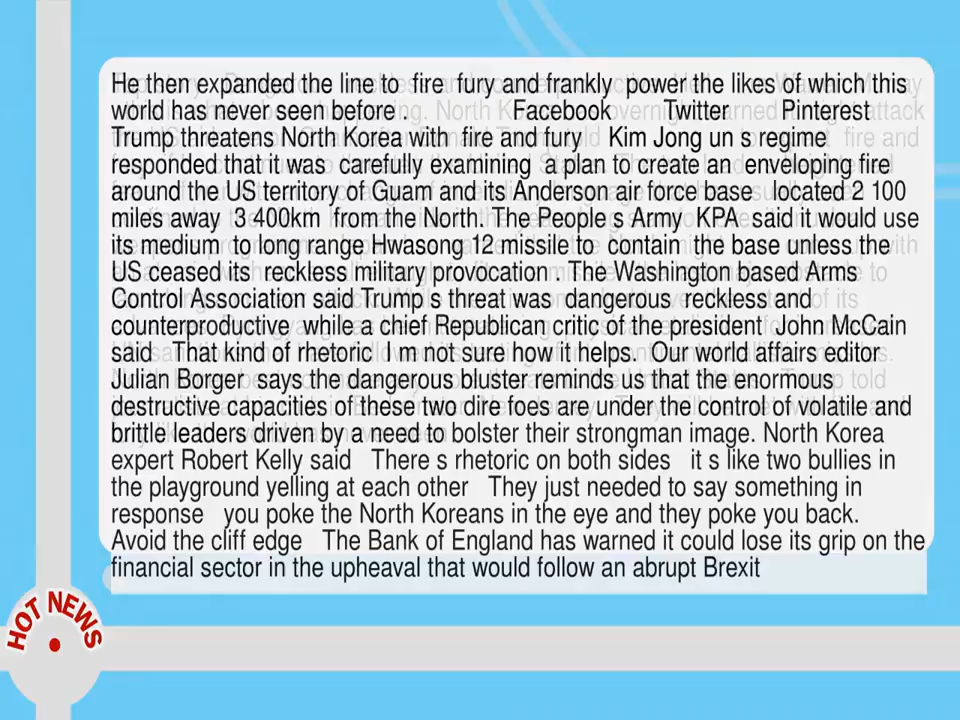 He then expanded the line to fire fury and frankly power the likes of which this
world has never seen before . Facebook Twitter Pinterest
Trump threatens North Korea with fire and fury Kim Jong un s regime
responded that it was carefully examining a plan to create an enveloping fire
around the US territory of Guam and its Anderson air force base located 2 100
miles away 3 400km from the North. The People s Army KPA said it would use
its medium to long range Hwasong 12 missile to contain the base unless the
US ceased its reckless military provocation . The Washington based Arms
Control Association said Trump s threat was dangerous reckless and
counterproductive while a chief Republican critic of the president John McCain
said That kind of rhetoric I m not sure how it helps. Our world affairs editor
Julian Borger says the dangerous bluster reminds us that the enormous
destructive capacities of these two dire foes are under the control of volatile and
brittle leaders driven by a need to bolster their strongman image. North Korea
expert Robert Kelly said There s rhetoric on both sides it s like two bullies in
the playground yelling at each other They just needed to say something in
response you poke the North Koreans in the eye and they poke you back.
Avoid the cliff edge The Bank of England has warned it could lose its grip on the
financial sector in the upheaval that would follow an abrupt Brexit
HOT NEWS